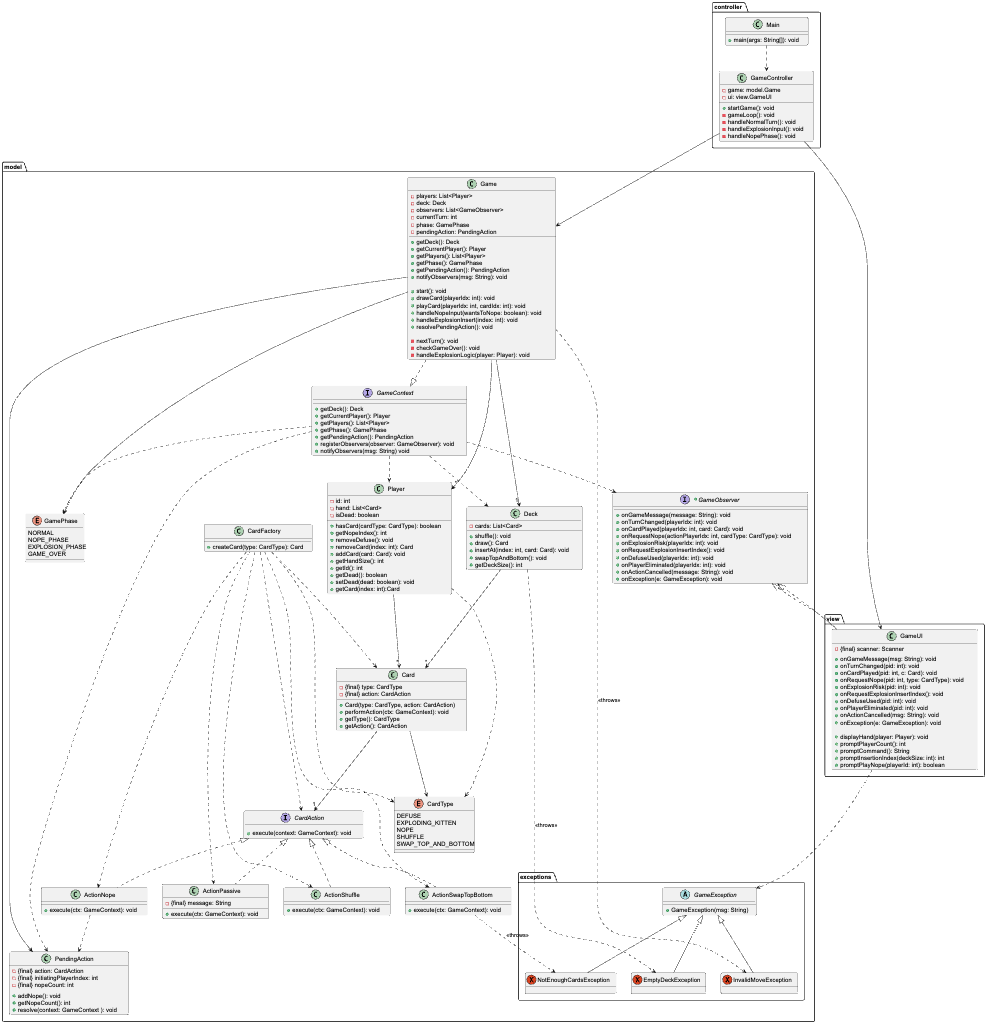 controller
C Main
main(args: String[]): void
C GameController
game: model.Game
ui: view.GameUI
startGame(): void
gameLoop(): void
handleNormalTurn(): void
handleExplosionInput(): void
handleNopePhase(): void
model
C Game
players: List<Player>
deck: Deck
observers: List<GameObserver>
currentTurn: int
phase: GamePhase
pendingAction: PendingAction
getDeck(): Deck
getCurrentPlayer(): Player
getPlayers(): List<Player>
getPhase(): GamePhase
getPendingAction(): PendingAction
notifyObservers(msg: String): void
start(): void
drawCard(playerIdx: int): void
playCard(playerIdx: int, cardIdx: int): void
handleNopeInput(wantsToNope: boolean): void
handleExplosionInsert(index: int): void
resolvePendingAction(): void
nextTurn(): void
checkGameOver(): void
handleExplosionLogic(player: Player): void
I GameContext
getDeck(): Deck
getCurrentPlayer(): Player
getPlayers(): List<Player>
getPhase(): GamePhase
getPendingAction(): PendingAction
registerObservers(observer: GameObserver): void
notifyObservers(msg: String) void
E GamePhase
NORMAL
NOPE_PHASE
EXPLOSION_PHASE
GAME_OVER
C CardFactory
createCard(type: CardType): Card
C Player
id: int
hand: List<Card>
isDead: boolean
hasCard(cardType: CardType): boolean
getNopeIndex(): int
removeDefuse(): void
removeCard(index: int): Card
addCard(card: Card): void
getHandSize(): int
getId(): int
getDead(): boolean
setDead(dead: boolean): void
getCard(index: int):Card
C Deck
cards: List<Card>
shuffle(): void
draw(): Card
insertAt(index: int, card: Card): void
swapTopAndBottom(): void
getDeckSize(): int
I GameObserver
onGameMessage(message: String): void
onTurnChanged(playerId: int): void
onCardPlayed(playerId: int, card: Card): void
onRequestNope(actionPlayerId: int, cardType: CardType): void
onExplosionRisk(playerId: int): void
onRequestExplosionInsertIndex(): void
onDefuseUsed(playerId: int): void
onPlayerEliminated(playerId: int): void
onActionCancelled(message: String): void
onException(e: GameException): void
view
C GameUI
{final} scanner: Scanner
onGameMessage(msg: String): void
onTurnChanged(pid: int): void
onCardPlayed(pid: int, c: Card): void
onRequestNope(pid: int, type: CardType): void
onExplosionRisk(pid: int): void
onRequestExplosionInsertIndex(): void
onDefuseUsed(pid: int): void
onPlayerEliminated(pid: int): void
onActionCancelled(msg: String): void
onException(e: GameException): void
displayHand(player: Player): void
promptPlayerCount(): int
promptCommand(): String
promptInsertionIndex(deckSize: int): int
promptPlayNope(playerId: int): boolean
C Card
{final} type: CardType
{final} action: CardAction
Card(type: CardType, action: CardAction)
performAction(ctx: GameContext): void
getType(): CardType
getAction(): CardAction
«throws»
I CardAction
execute(context: GameContext): void
E CardType
DEFUSE
EXPLODING_KITTEN
NOPE
SHUFFLE
SWAP_TOP_AND_BOTTOM
«throws»
C ActionNope
execute(ctx: GameContext): void
C ActionPassive
{final} message: String
execute(ctx: GameContext): void
C ActionShuffle
execute(ctx: GameContext): void
C ActionSwapTopBottom
execute(ctx: GameContext): void
exceptions
A GameException
GameException(msg: String)
«throws»
C PendingAction
{final} action: CardAction
{final} initiatingPlayerIndex: int
{final} nopeCount: int
addNope(): void
getNopeCount(): int
resolve(context: GameContext ): void
X NotEnoughCardsException
X EmptyDeckException
X InvalidMoveException